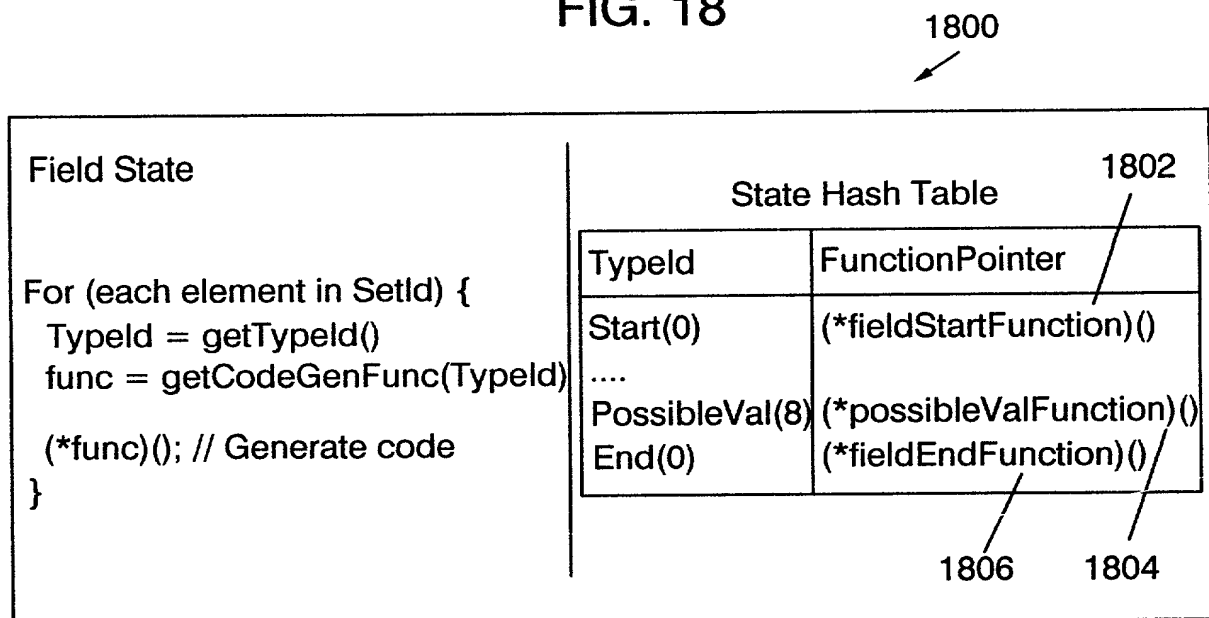 FIG. 18
1800
Field State
For (each element in SetId) {
TypeId = getTypeId()
func = getCodeGenFunc(TypeId)
(*func)(); // Generate code
}
1802
State Hash Table
TypeId FunctionPointer
Start(0) (*fieldStartFunction)()
....
PossibleVal(8) (*possibleValFunction)()
End(0) (*fieldEndFunction)()
1806 1804